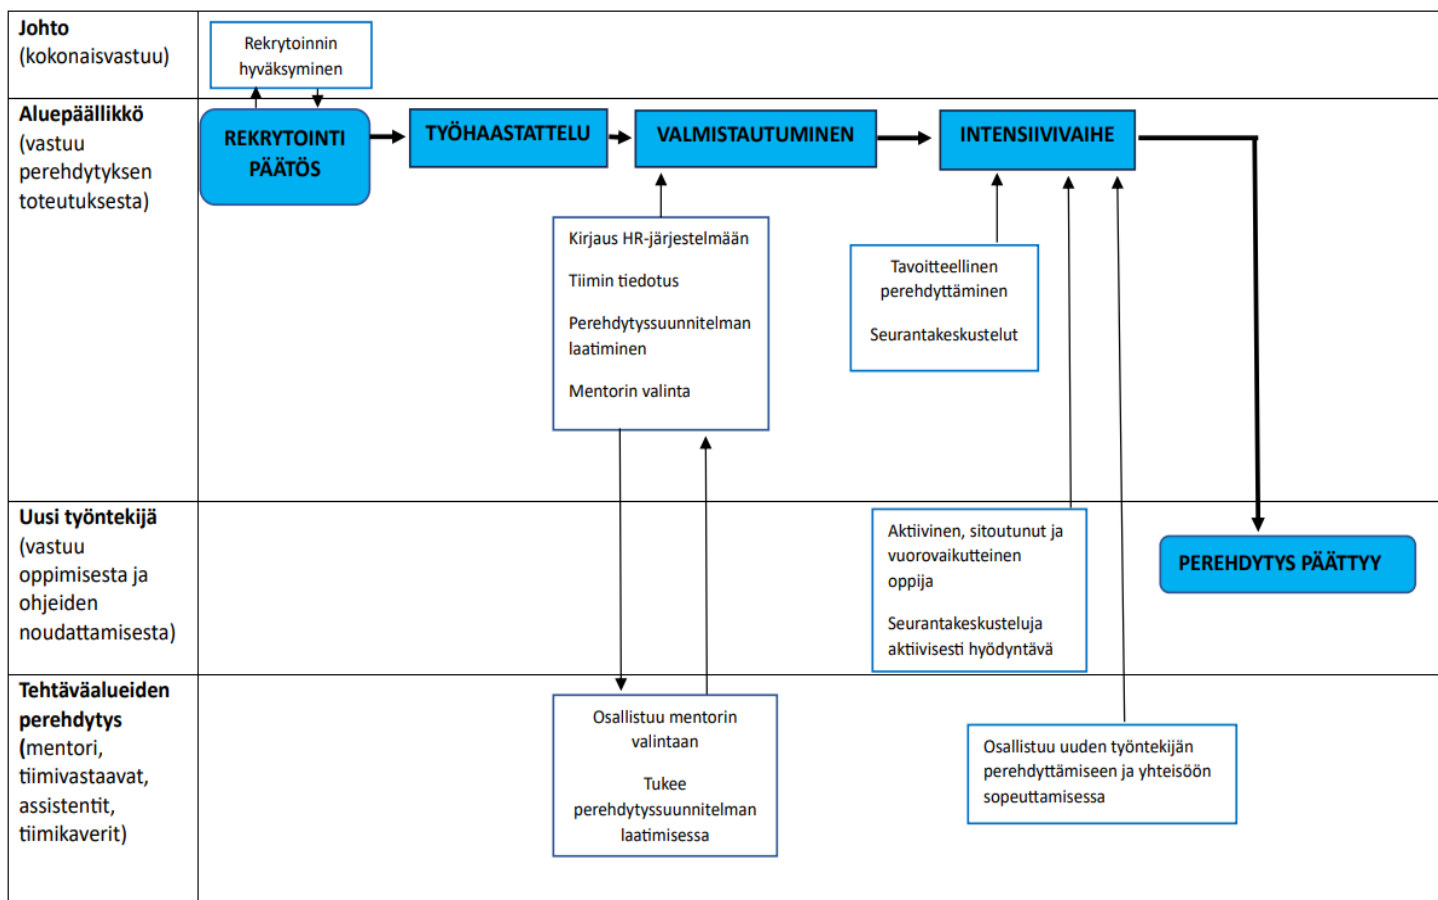 Johto
(kokonaisvastuu)
Rekrytoinnin
hyväksyminen
Aluepäällikkö
(vastuu
perehdytyksen
toteutuksesta)
REKRYTOINTI
PÄÄTÖS
TYÖHAASTATTELU
VALMISTAUTUMINEN
INTENSIIVIVAIHE
Kirjaus HR-järjestelmään
Tiimin tiedotus
Perehdytyssuunnitelman
laatiminen
Mentorin valinta
Tavoitteellinen
perehdyttäminen
Seurantakeskustelut
Uusi työntekijä
(vastuu
oppimisesta ja
ohjeiden
noudattamisesta)
Aktiivinen, sitoutunut ja
vuorovaikutteinen
oppija
Seurantakeskusteluja
aktiivisesti hyödyntävä
PEREHDYTYS PÄÄTTYY
Tehtäväalueiden
perehdytys
(mentori,
tiimivastaavat,
assistentit,
tiimikaverit)
Osallistuu mentorin
valintaan
Tukee
perehdytyssuunnitelman
laatimisessa
Osallistuu uuden työntekijän
perehdyttämiseen ja yhteisöön
sopeuttamisessa